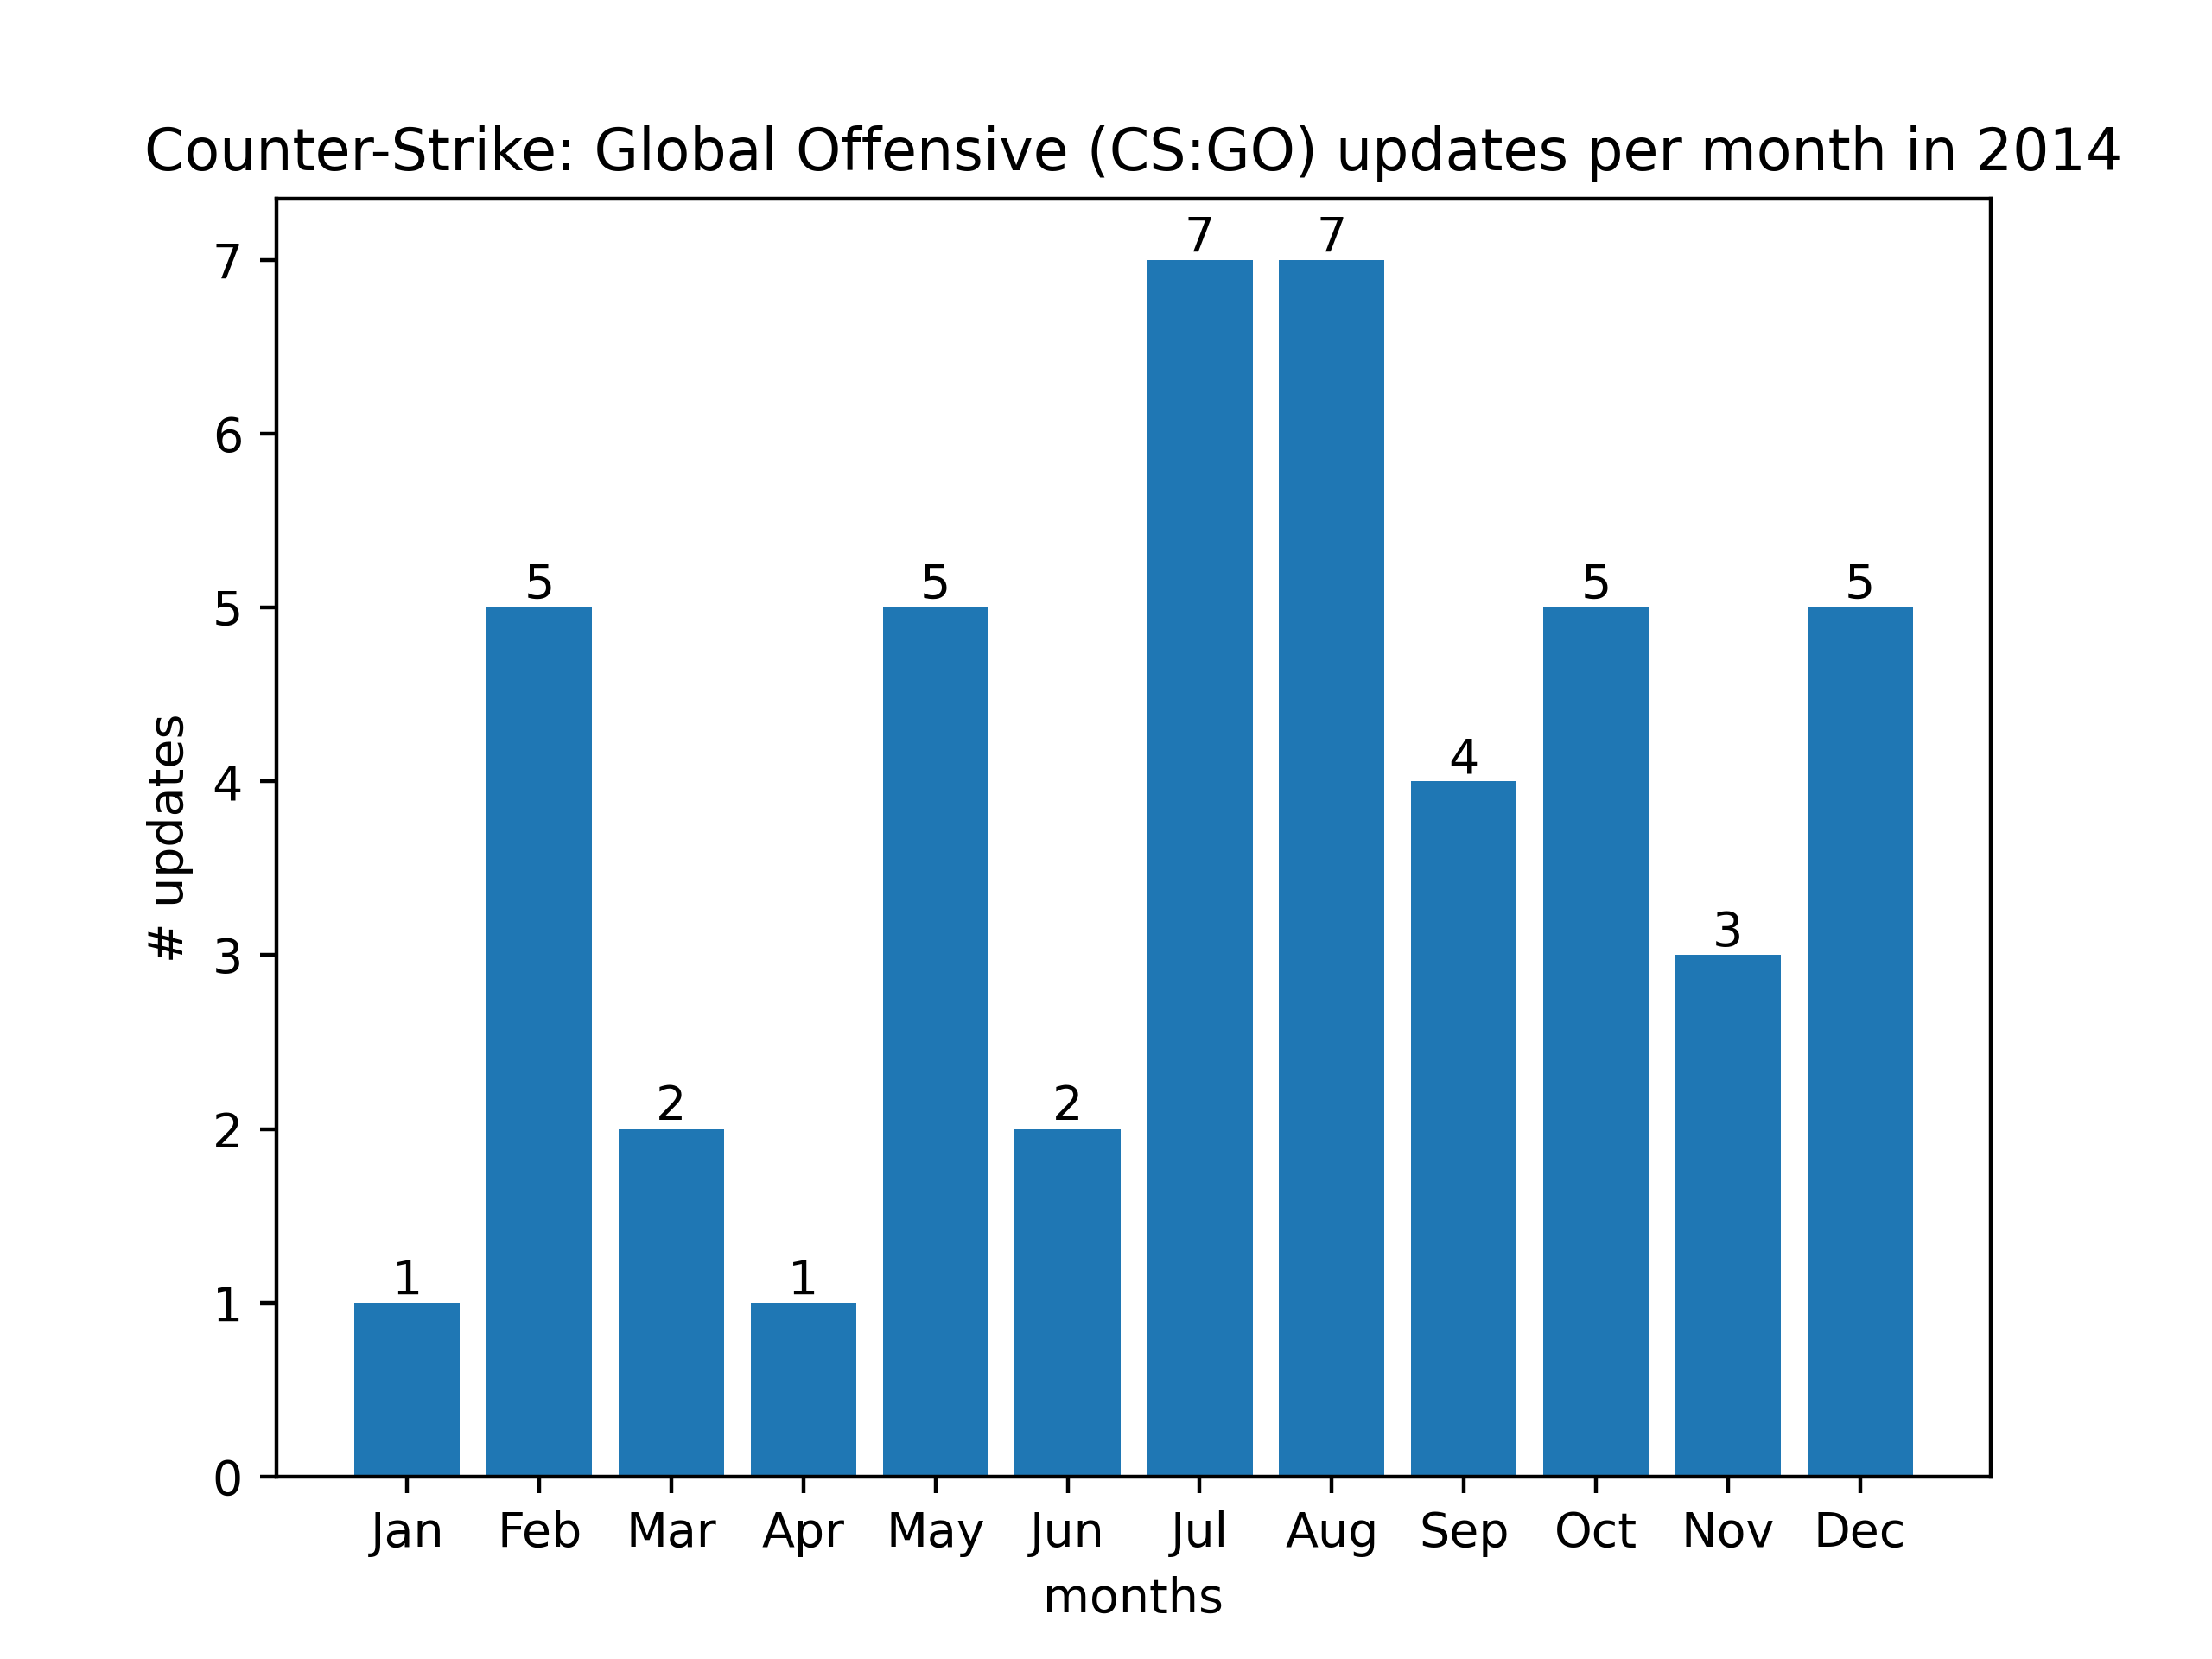 Counter-Strike: Global Offensive (CS:GO) updates per month in 2014
7 7
7
6
5 5 5 5
5
4
4
3
3
2 2
2
1 1
1
0
# updates
Jan Feb Mar Apr May Jun Jul Aug Sep Oct Nov Dec
months